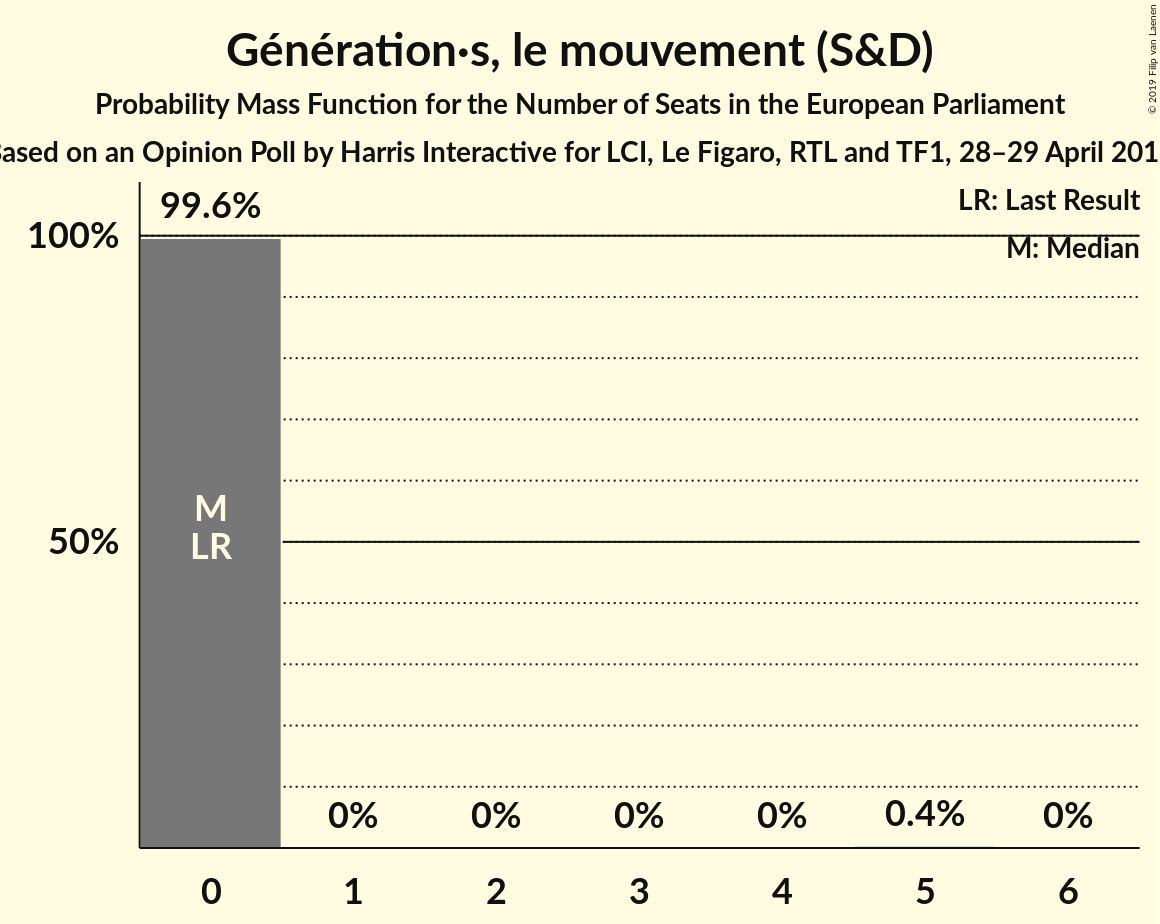 Génération·s, le mouvement (S&D)
Probability Mass Function for the Number of Seats in the European Parliament
ased on an Opinion Poll by Harris Interactive for LCI, Le Figaro, RTL and TF1, 28–29 April 201
© 2019 Filip van Laenen
99.6%
LR: Last Result
100%
M: Median
M
LR
50%
0% 0% 0% 0% 0.4% 0%
0 1 2 3 4 5 6